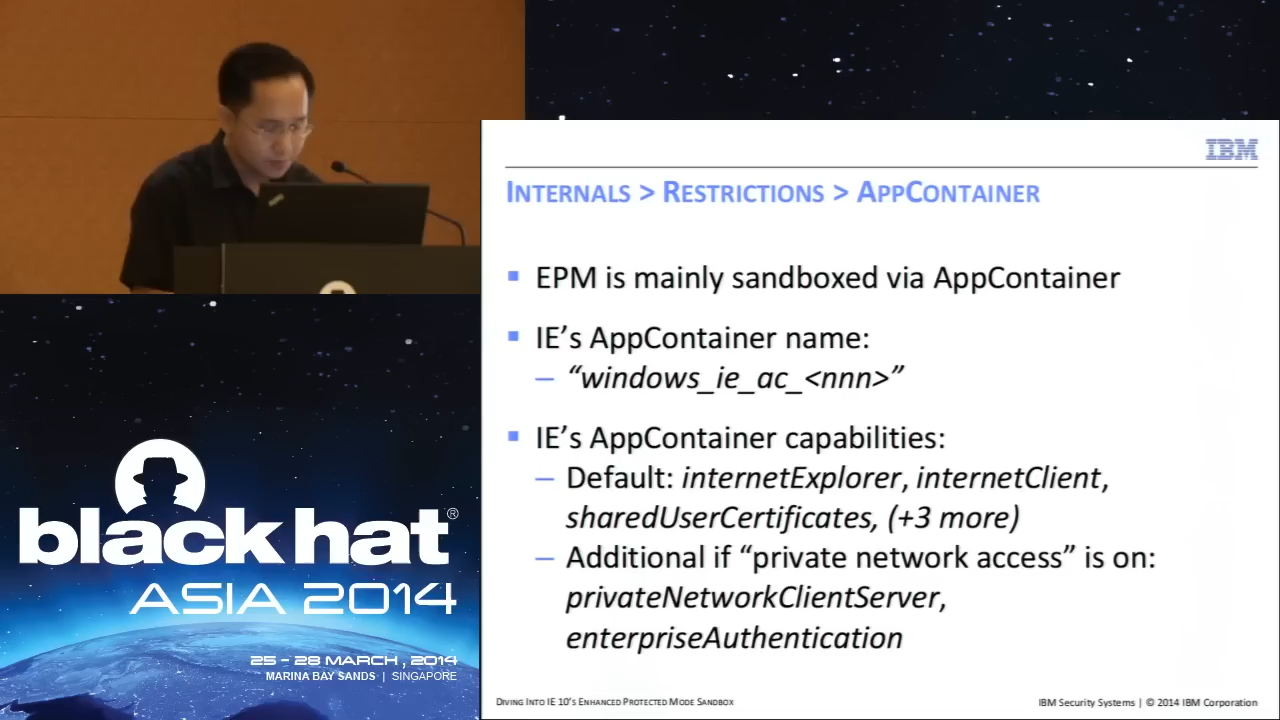 IBM
INTERNALS > RESTRICTIONS > APPCONTAINER
▪ EPM is mainly sandboxed via AppContainer
▪ IE’s AppContainer name:
– “windows_ie_ac_<nnn>”
▪ IE’s AppContainer capabilities:
– Default: internetExplorer, internetClient,
sharedUserCertificates, (+3 more)
– Additional if “private network access” is on:
privateNetworkClientServer,
enterpriseAuthentication
DIVING INTO IE 10’S ENHANCED PROTECTED MODE SANDBOX
IBM Security Systems | © 2014 IBM Corporation
black hat®
ASIA 2014
25 - 28 MARCH, 2014
MARINA BAY SANDS | SINGAPORE